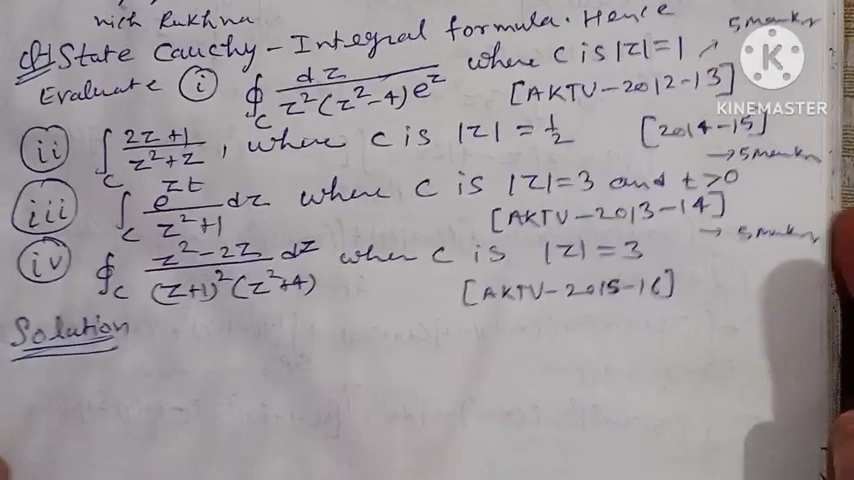 nich Rukhna
Q1 State Cauchy - Integral formula. Hence 5 marks
Evaluate (i) ∮_C dz / z²(z²-4)e^z where C is |z| = 1
[AKTU-2012-13]
KINEMASTER
(ii) ∫_C 2z+1 / z²+z, where C is |z| = 1/2 [2014-15]
→ 5 marks
(iii) ∫_C e^zt / z²+1 dz where C is |z| = 3 and t>0
[AKTU-2013-14]
→ 5 marks
(iv) ∮_C z²-2z / (z+1)²(z²+4) dz where C is |z| = 3
[AKTU-2015-16]
Solution